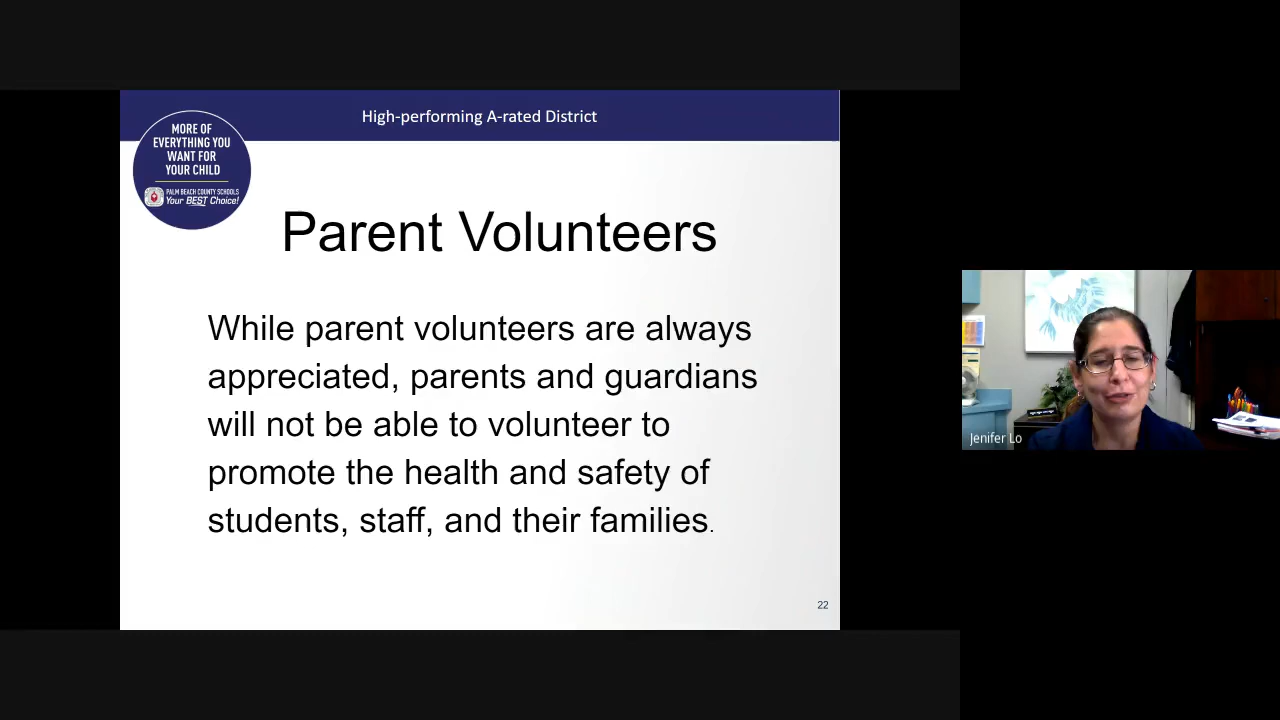 High-performing A-rated District
MORE OF
EVERYTHING YOU
WANT FOR
YOUR CHILD
PALM BEACH COUNTY SCHOOLS
Your BEST Choice!
Parent Volunteers
While parent volunteers are always
appreciated, parents and guardians
will not be able to volunteer to
promote the health and safety of
students, staff, and their families.
22
Jenifer Lo